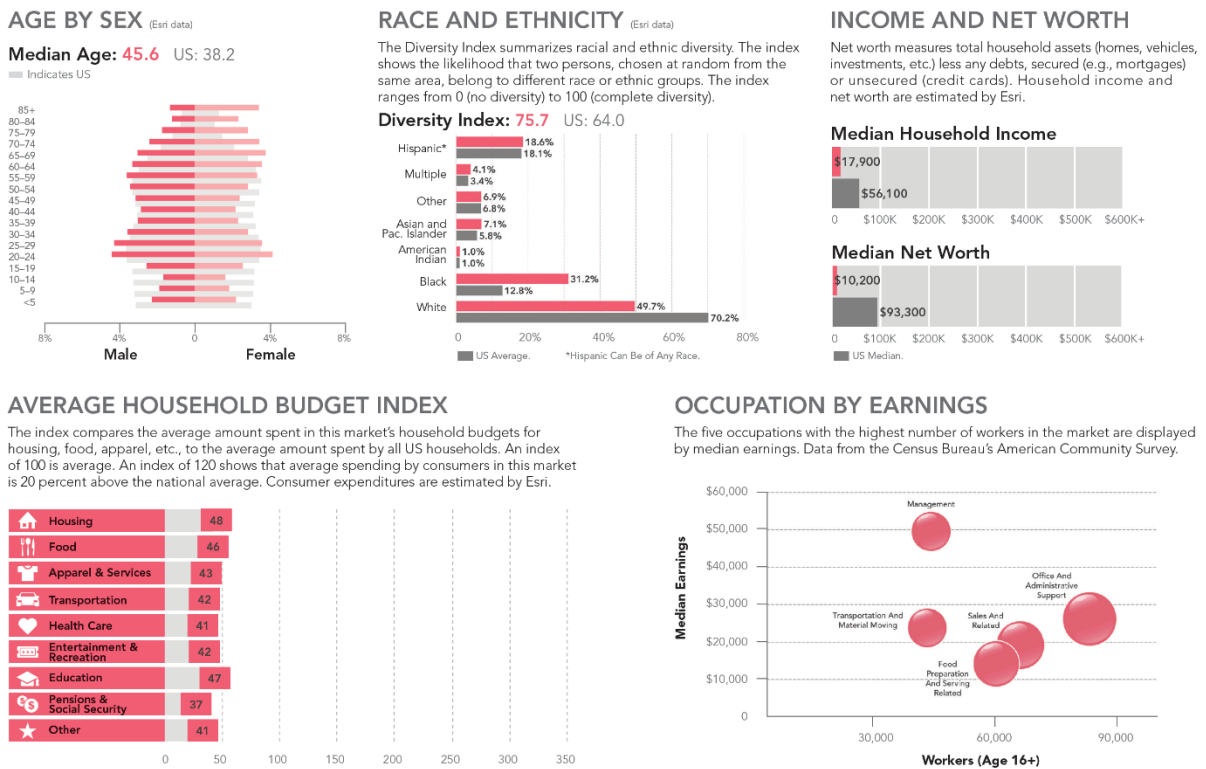 AGE BY SEX (Esri data)
Median Age: 45.6 US: 38.2
Indicates US
85+
80–84
75–79
70–74
65–69
60–64
55–59
50–54
45–49
40–44
35–39
30–34
25–29
20–24
15–19
10–14
5–9
<5
8% 4% 0 4% 8%
Male Female
RACE AND ETHNICITY (Esri data)
The Diversity Index summarizes racial and ethnic diversity. The index
shows the likelihood that two persons, chosen at random from the
same area, belong to different race or ethnic groups. The index
ranges from 0 (no diversity) to 100 (complete diversity).
Diversity Index: 75.7 US: 64.0
Hispanic* 18.6%
18.1%
Multiple 4.1%
3.4%
Other 6.9%
6.8%
Asian and
Pac. Islander
7.1%
5.8%
American
Indian
1.0%
1.0%
Black 31.2%
12.8%
White 49.7%
70.2%
0 20% 40% 60% 80%
US Average. *Hispanic Can Be of Any Race.
INCOME AND NET WORTH
Net worth measures total household assets (homes, vehicles,
investments, etc.) less any debts, secured (e.g., mortgages)
or unsecured (credit cards). Household income and
net worth are estimated by Esri.
Median Household Income
$17,900
$56,100
0 $100K $200K $300K $400K $500K $600K+
Median Net Worth
$10,200
$93,300
0 $100K $200K $300K $400K $500K $600K+
US Median.
AVERAGE HOUSEHOLD BUDGET INDEX
The index compares the average amount spent in this market's household budgets for
housing, food, apparel, etc., to the average amount spent by all US households. An index
of 100 is average. An index of 120 shows that average spending by consumers in this market
is 20 percent above the national average. Consumer expenditures are estimated by Esri.
Housing 48
Food 46
Apparel & Services 43
Transportation 42
Health Care 41
Entertainment &
Recreation
42
Education 47
Pensions &
Social Security
37
Other 41
0 50 100 150 200 250 300 350
OCCUPATION BY EARNINGS
The five occupations with the highest number of workers in the market are displayed
by median earnings. Data from the Census Bureau's American Community Survey.
Median Earnings
$60,000
$50,000
$40,000
$30,000
$20,000
$10,000
0
Management
Office And
Administrative
Support
Transportation And
Material Moving
Sales And
Related
Food
Preparation
And Serving
Related
30,000 60,000 90,000
Workers (Age 16+)